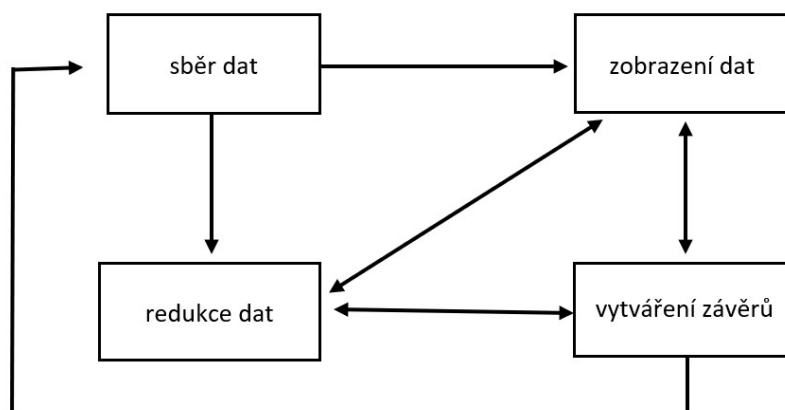 sběr dat
zobrazení dat
redukce dat
vytváření závěrů